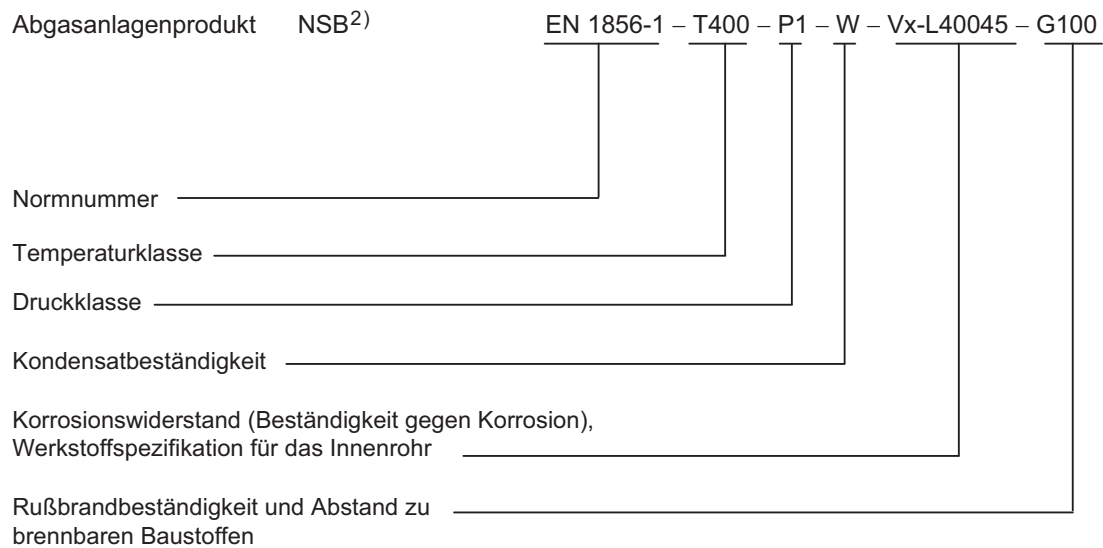 Abgasanlagenprodukt NSB2) EN 1856-1 – T400 – P1 – W – Vx-L40045 – G100
Normnummer
Temperaturklasse
Druckklasse
Kondensatbeständigkeit
Korrosionswiderstand (Beständigkeit gegen Korrosion),
Werkstoffspezifikation für das Innenrohr
Rußbrandbeständigkeit und Abstand zu
brennbaren Baustoffen